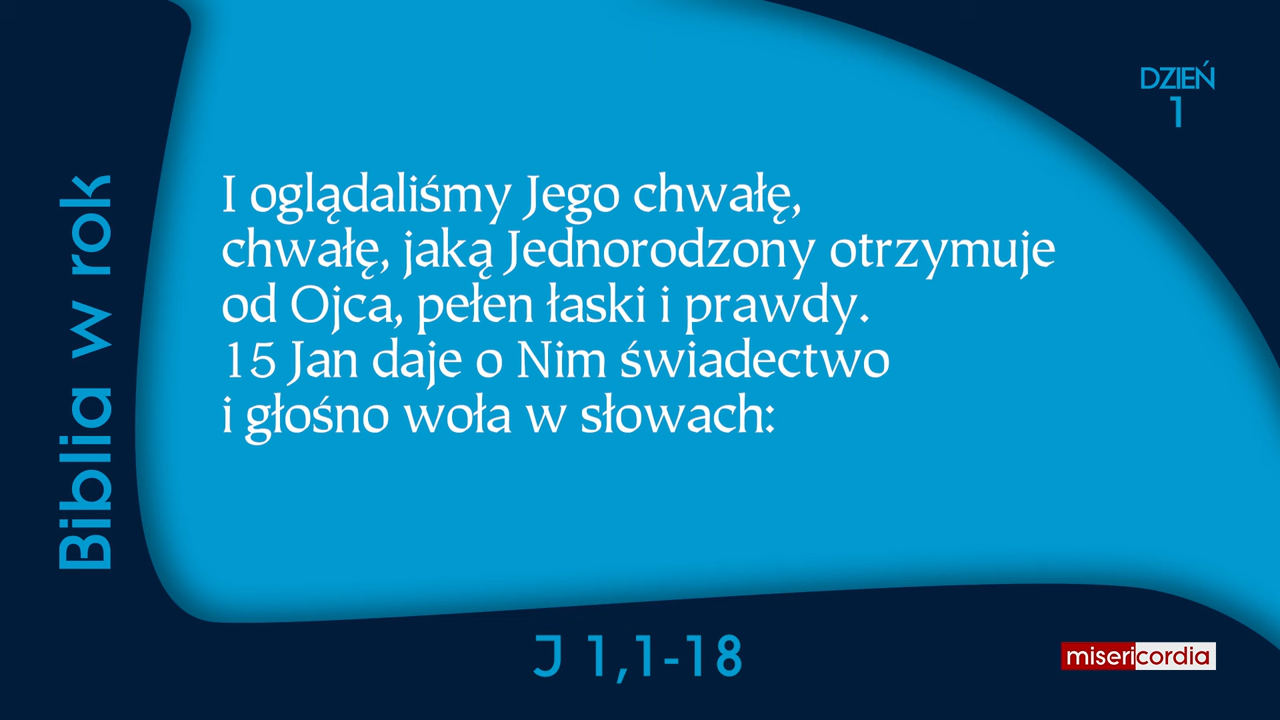 DZIEŃ
1
Biblia w rok
I oglądaliśmy Jego chwałę,
chwałę, jaką Jednorodzony otrzymuje
od Ojca, pełen łaski i prawdy.
15 Jan daje o Nim świadectwo
i głośno woła w słowach:
J 1,1-18
misericordia